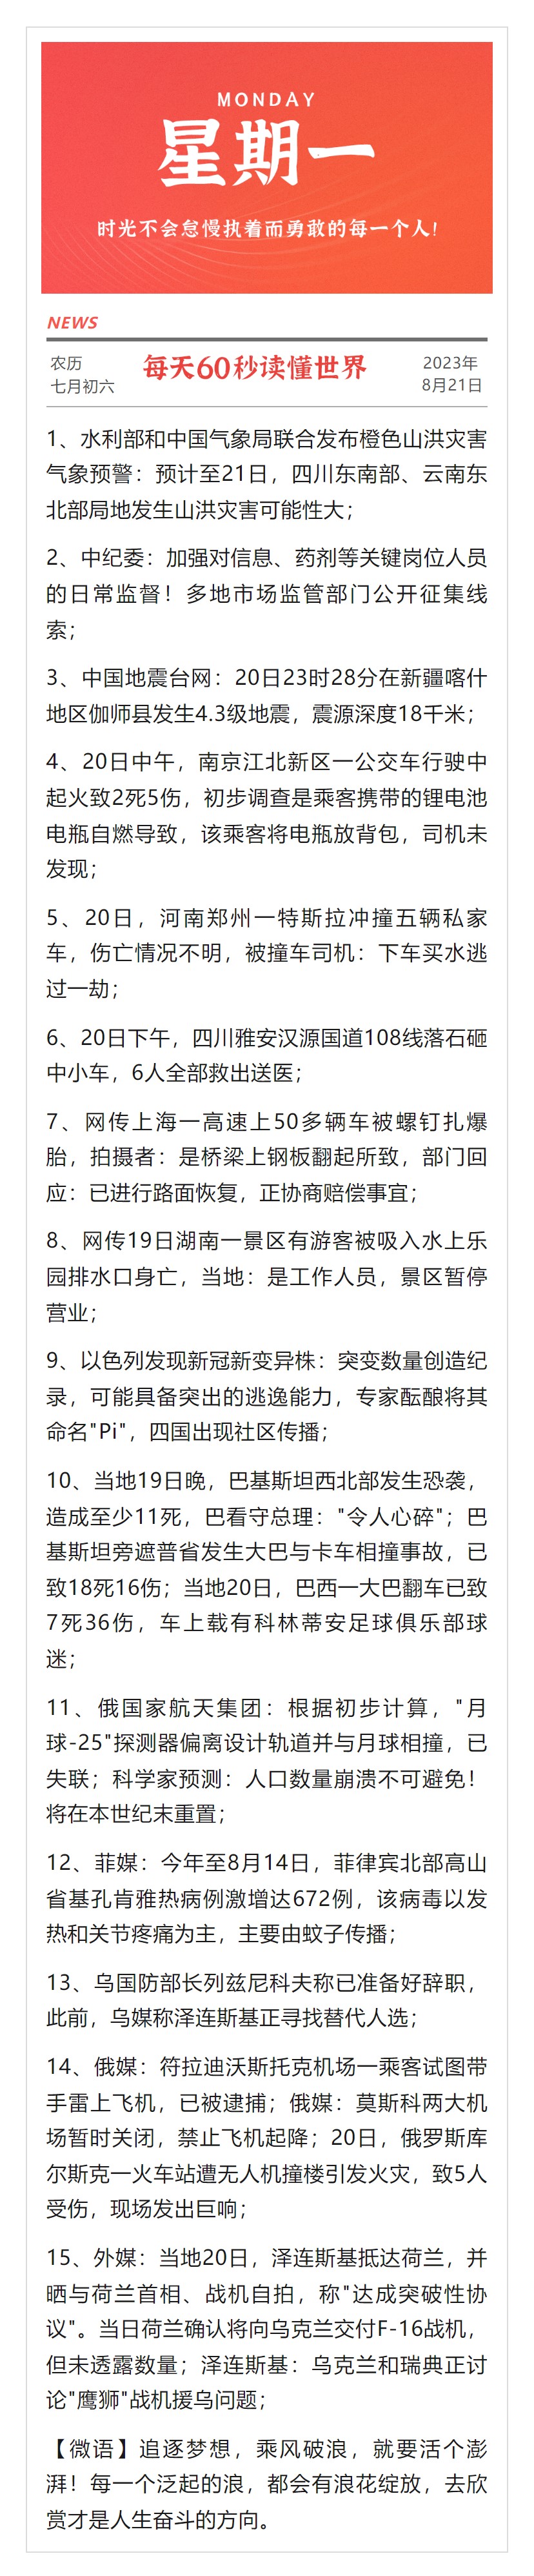 MONDAY
星期一
时光不会怠慢执着而勇敢的每一个人!
NEWS
农历
七月初六
每天60秒读懂世界
2023年
8月21日
1、水利部和中国气象局联合发布橙色山洪灾害
气象预警：预计至21日，四川东南部、云南东
北部局地发生山洪灾害可能性大；
2、中纪委：加强对信息、药剂等关键岗位人员
的日常监督！多地市场监管部门公开征集线
索；
3、中国地震台网：20日23时28分在新疆喀什
地区伽师县发生4.3级地震，震源深度18千米；
4、20日中午，南京江北新区一公交车行驶中
起火致2死5伤，初步调查是乘客携带的锂电池
电瓶自燃导致，该乘客将电瓶放背包，司机未
发现；
5、20日，河南郑州一特斯拉冲撞五辆私家
车，伤亡情况不明，被撞车司机：下车买水逃
过一劫；
6、20日下午，四川雅安汉源国道108线落石砸
中小车，6人全部救出送医；
7、网传上海一高速上50多辆车被螺钉扎爆
胎，拍摄者：是桥梁上钢板翻起所致，部门回
应：已进行路面恢复，正协商赔偿事宜；
8、网传19日湖南一景区有游客被吸入水上乐
园排水口身亡，当地：是工作人员，景区暂停
营业；
9、以色列发现新冠新变异株：突变数量创造纪
录，可能具备突出的逃逸能力，专家酝酿将其
命名"Pi"，四国出现社区传播；
10、当地19日晚，巴基斯坦西北部发生恐袭，
造成至少11死，巴看守总理："令人心碎"；巴
基斯坦旁遮普省发生大巴与卡车相撞事故，已
致18死16伤；当地20日，巴西一大巴翻车已致
7死36伤，车上载有科林蒂安足球俱乐部球
迷；
11、俄国家航天集团：根据初步计算，"月
球-25"探测器偏离设计轨道并与月球相撞，已
失联；科学家预测：人口数量崩溃不可避免！
将在本世纪末重置；
12、菲媒：今年至8月14日，菲律宾北部高山
省基孔肯雅热病例激增达672例，该病毒以发
热和关节疼痛为主，主要由蚊子传播；
13、乌国防部长列兹尼科夫称已准备好辞职，
此前，乌媒称泽连斯基正寻找替代人选；
14、俄媒：符拉迪沃斯托克机场一乘客试图带
手雷上飞机，已被逮捕；俄媒：莫斯科两大机
场暂时关闭，禁止飞机起降；20日，俄罗斯库
尔斯克一火车站遭无人机撞楼引发火灾，致5人
受伤，现场发出巨响；
15、外媒：当地20日，泽连斯基抵达荷兰，并
晒与荷兰首相、战机自拍，称"达成突破性协
议"。当日荷兰确认将向乌克兰交付F-16战机，
但未透露数量；泽连斯基：乌克兰和瑞典正讨
论"鹰狮"战机援乌问题；
【微语】追逐梦想，乘风破浪，就要活个澎
湃！每一个泛起的浪，都会有浪花绽放，去欣
赏才是人生奋斗的方向。